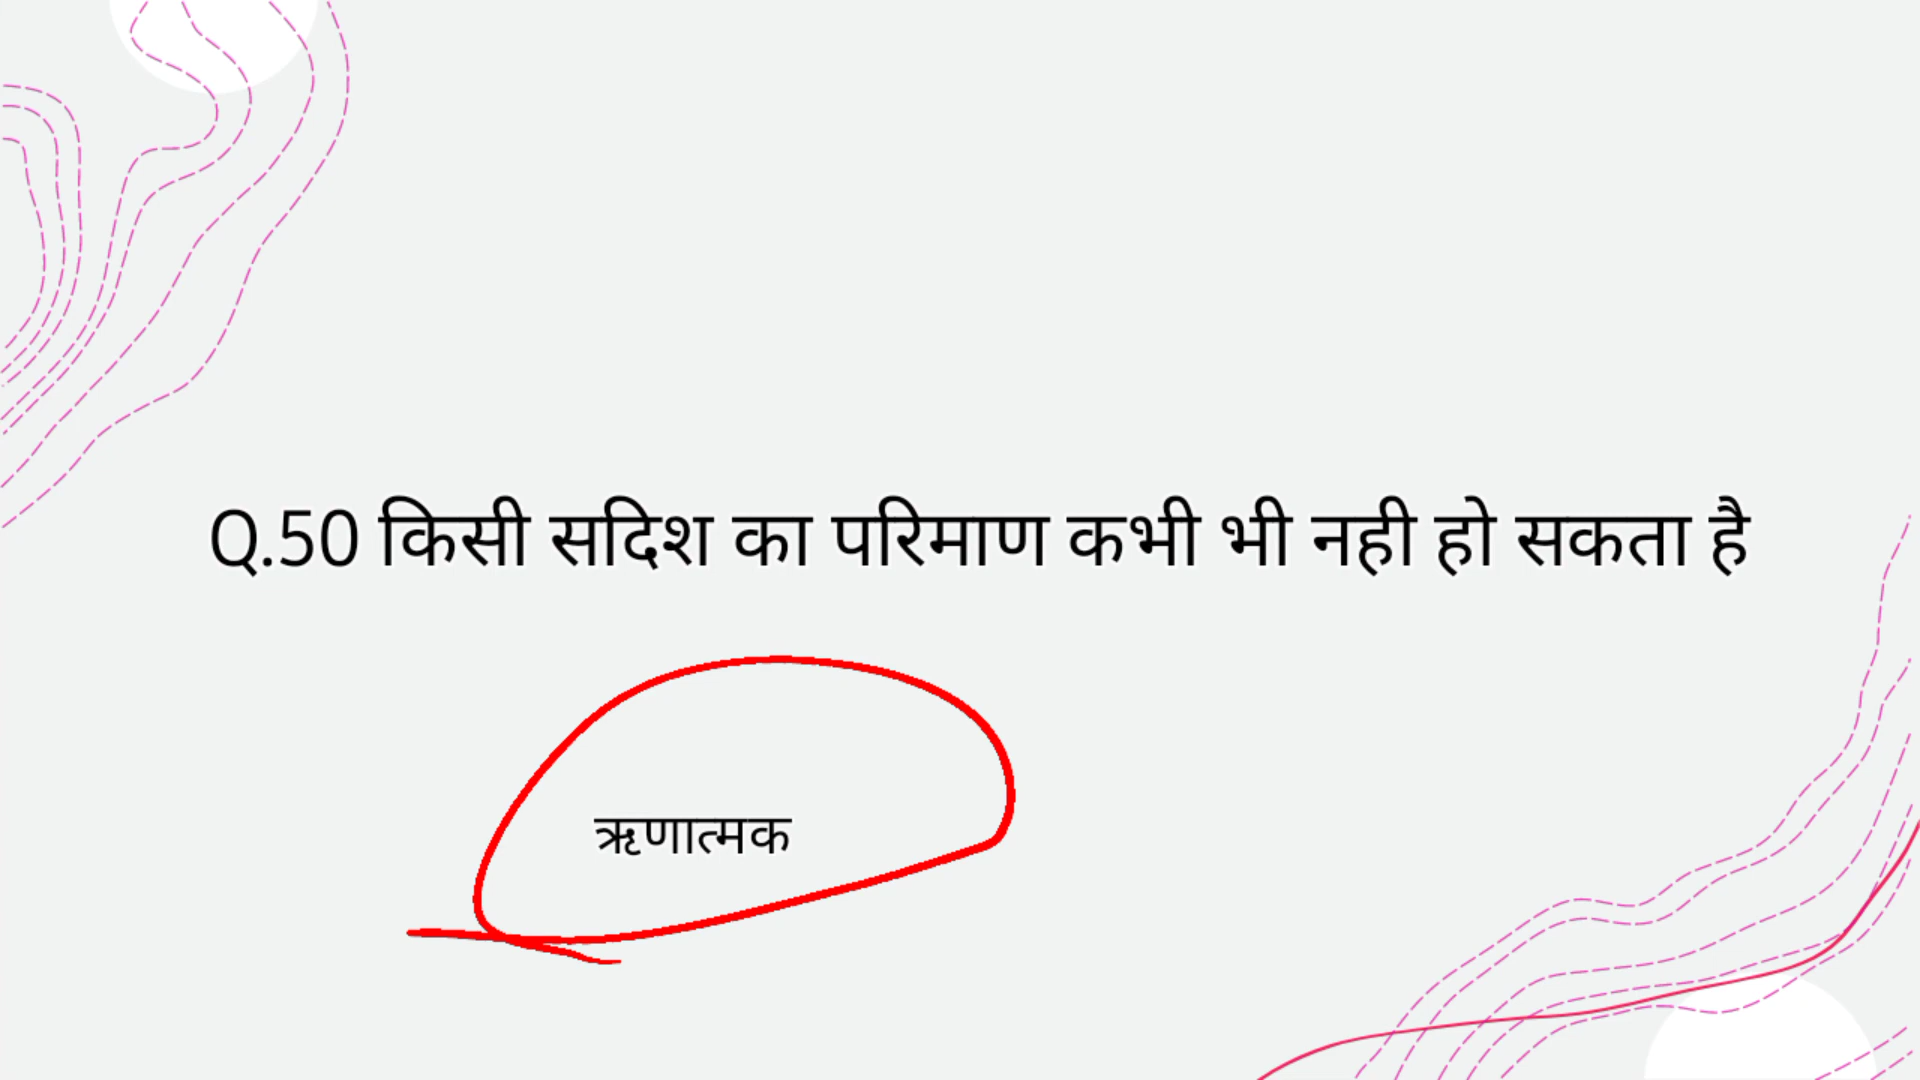 Q.50 किसी सदिश का परिमाण कभी भी नही हो सकता है
ऋणात्मक